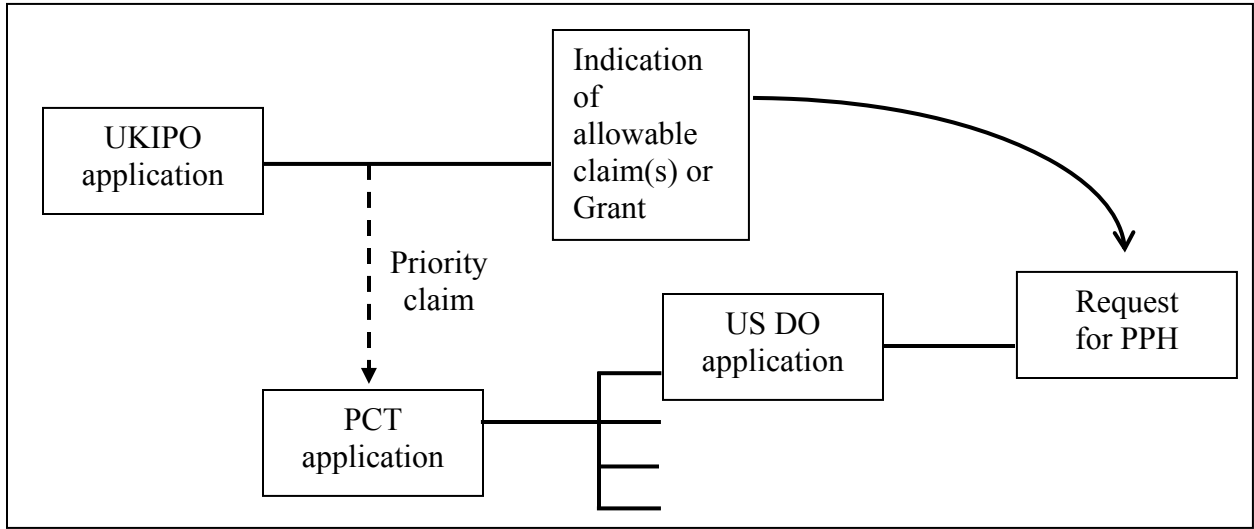 UKIPO
application
Indication
of
allowable
claim(s) or
Grant
Priority
claim
PCT
application
US DO
application
Request
for PPH